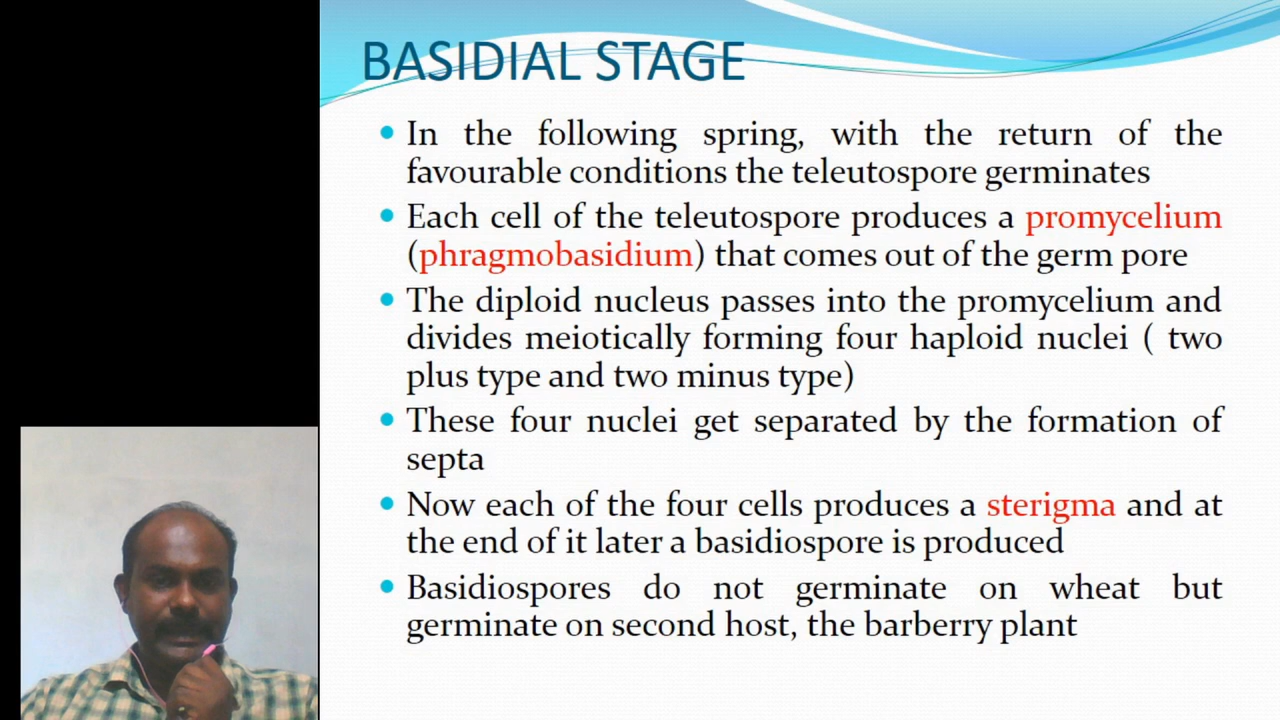 BASIDIAL STAGE
In the following spring, with the return of the
favourable conditions the teleutospore germinates
Each cell of the teleutospore produces a promycelium
(phragmobasidium) that comes out of the germ pore
The diploid nucleus passes into the promycelium and
divides meiotically forming four haploid nuclei ( two
plus type and two minus type)
These four nuclei get separated by the formation of
septa
Now each of the four cells produces a sterigma and at
the end of it later a basidiospore is produced
Basidiospores do not germinate on wheat but
germinate on second host, the barberry plant